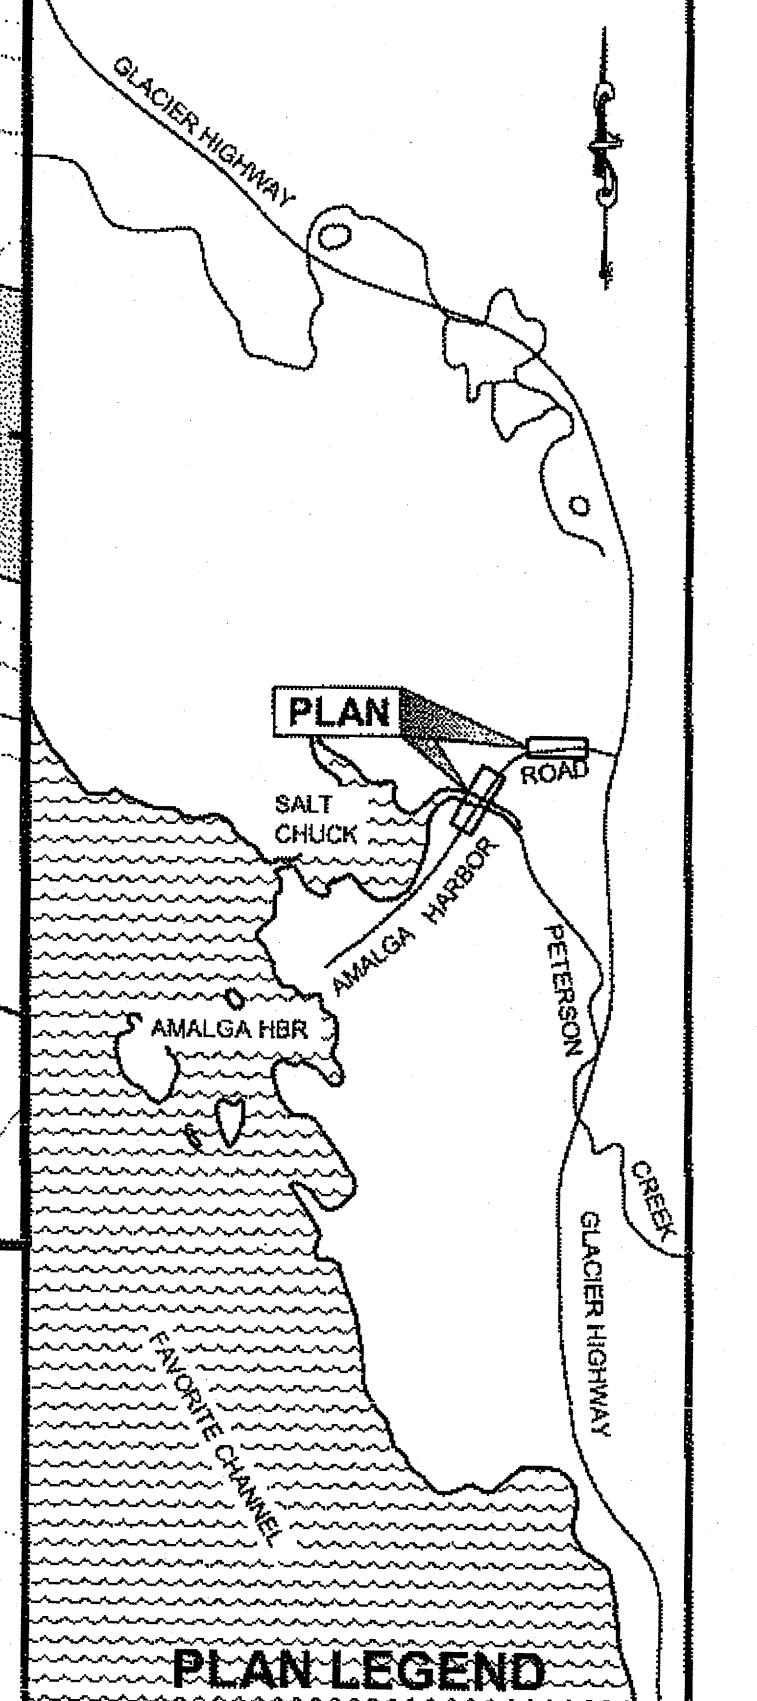 GLACIER HIGHWAY
PLAN
ROAD
SALT
CHUCK
AMALGA HARBOR
PETERSON
AMALGA HBR
CREEK
GLACIER HIGHWAY
FAVORITE CHANNEL
PLAN LEGEND